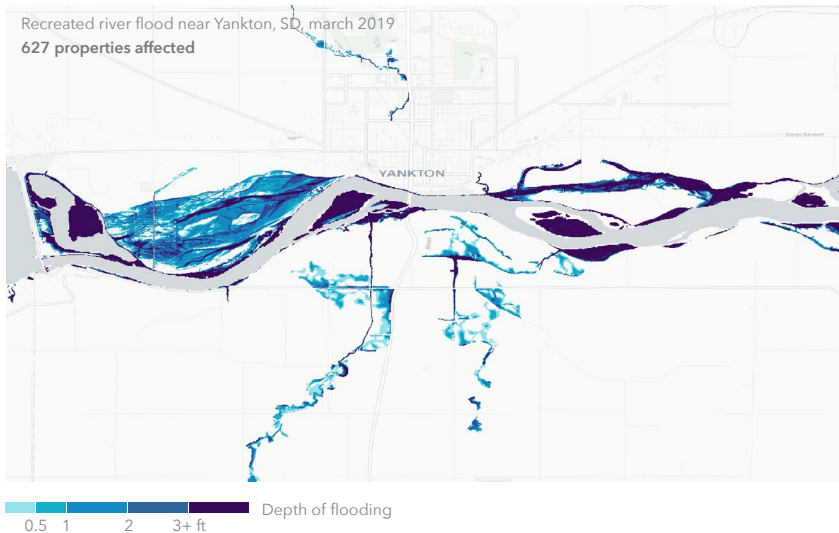 Recreated river flood near Yankton, SD, march 2019
627 properties affected
YANKTON
0.5 1 2 3+ ft Depth of flooding